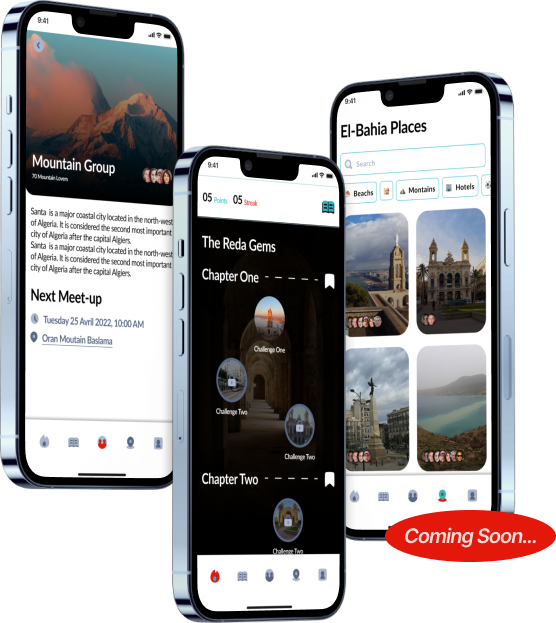 9:41
Mountain Group
70 Mountain Lovers
Santa is a major coastal city located in the north-west
of Algeria. It is considered the second most important
city of Algeria after the capital Algiers.
Santa is a major coastal city located in the north-west
of Algeria. It is considered the second most important
city of Algeria after the capital Algiers.
Next Meet-up
Tuesday 25 Avril 2022, 10:00 AM
Oran Moutain Baslama
9:41
05 Points 05 Streak
The Reda Gems
Chapter One
Challenge One
Challenge Two
Challenge Two
Chapter Two
Challenge Two
9:41
El-Bahia Places
Search
Beachs
Montains
Hotels
Coming Soon...